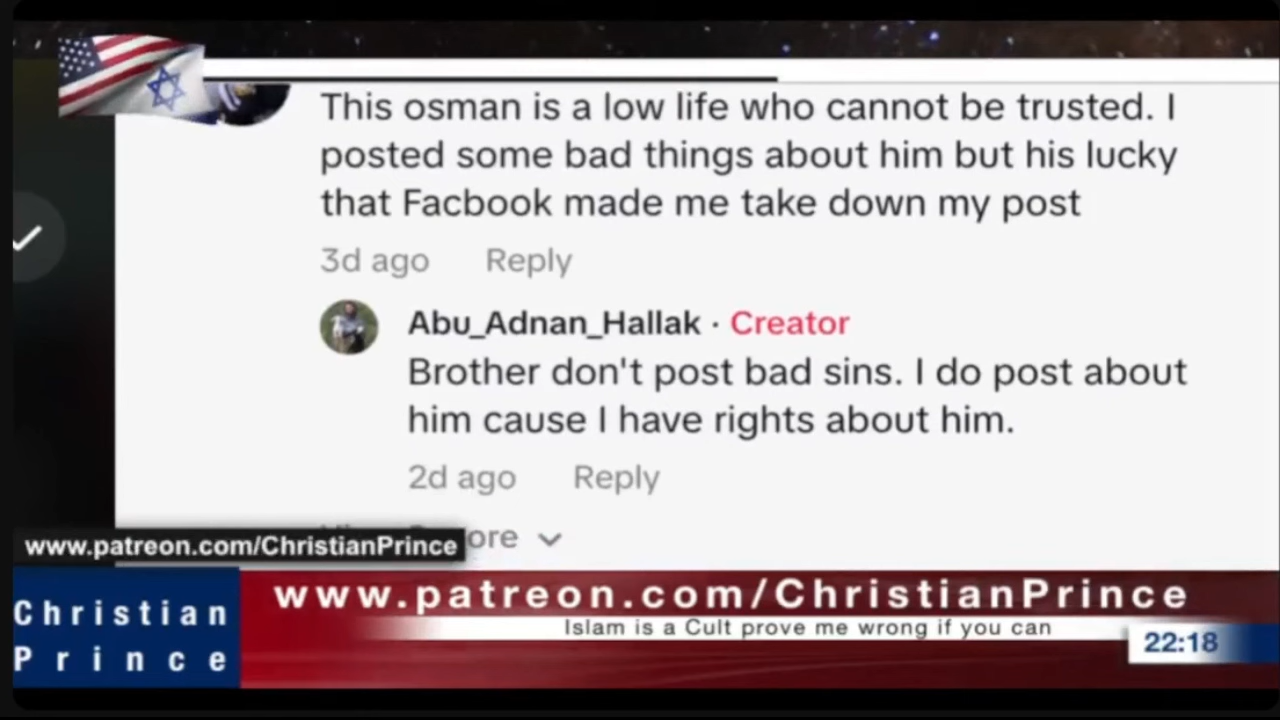 This osman is a low life who cannot be trusted. I
posted some bad things about him but his lucky
that Facbook made me take down my post
3d ago Reply
Abu_Adnan_Hallak · Creator
Brother don't post bad sins. I do post about
him cause I have rights about him.
2d ago Reply
www.patreon.com/ChristianPrince
Christian
Prince
www.patreon.com/ChristianPrince
Islam is a Cult prove me wrong if you can
22:18